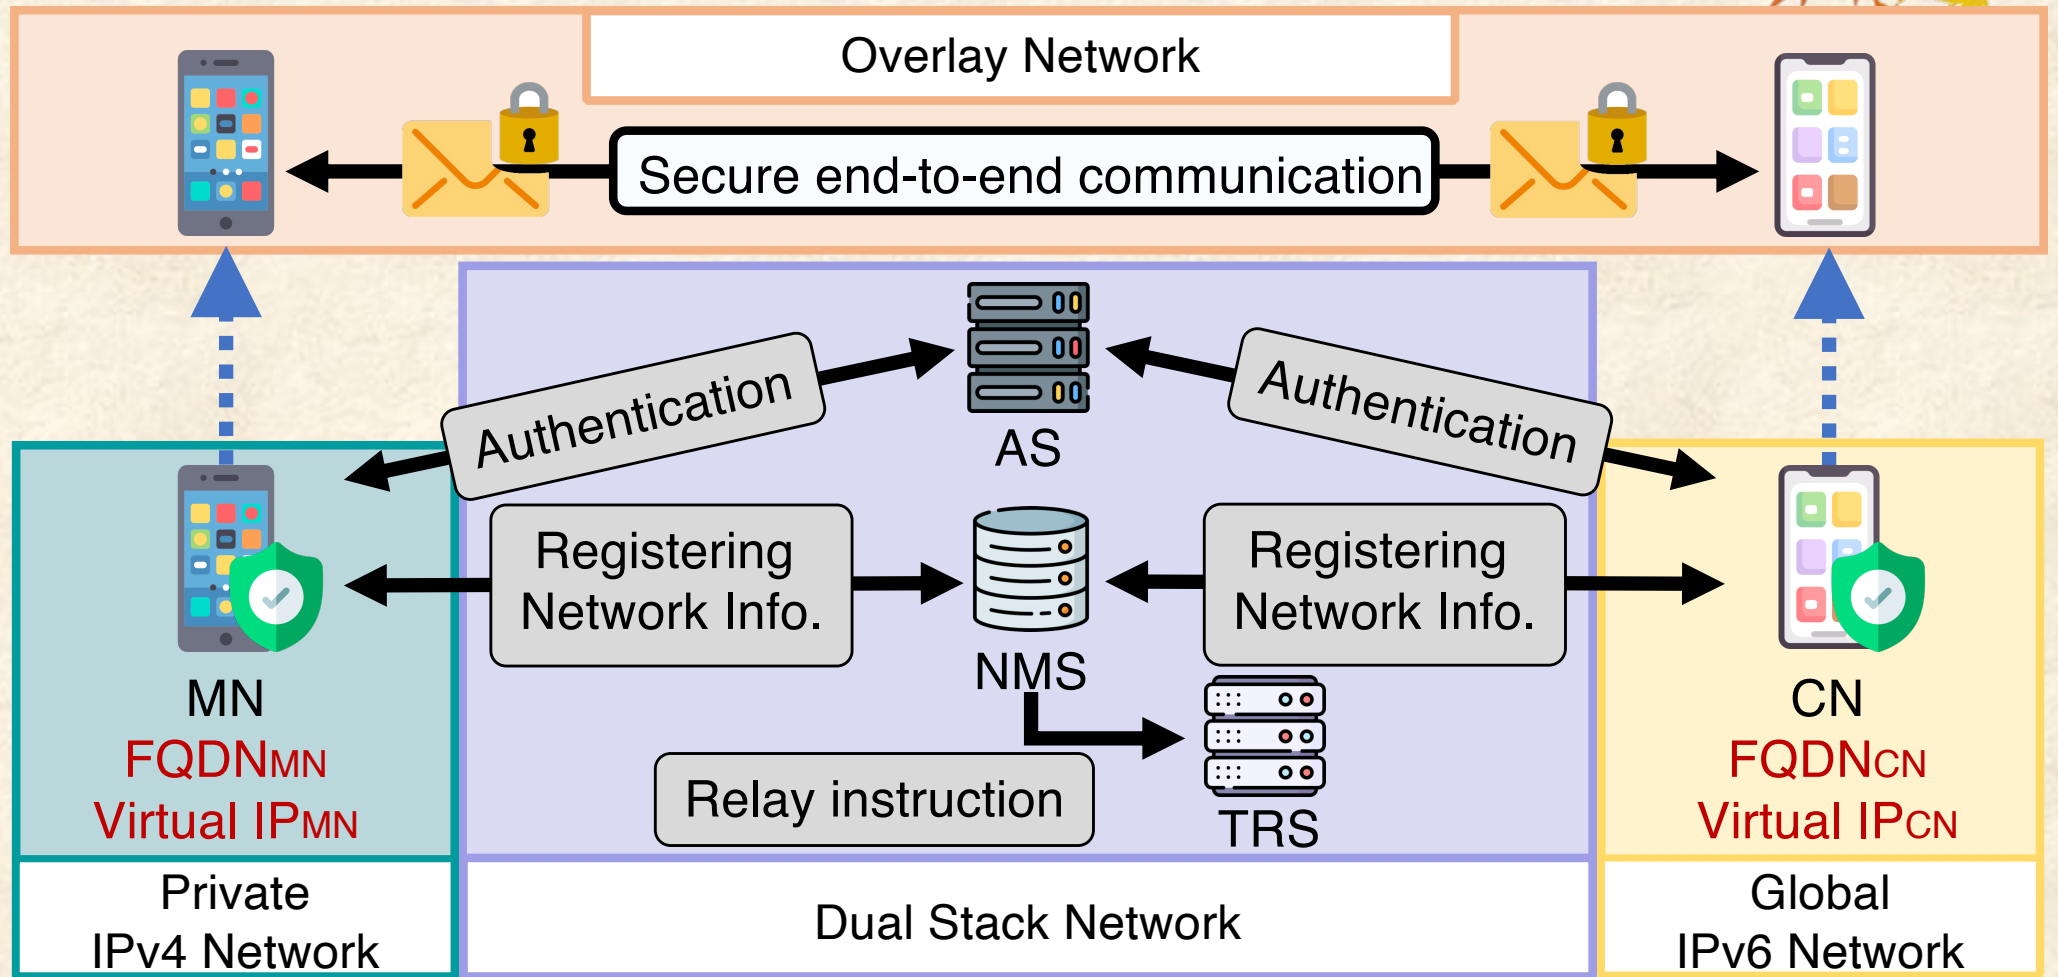 Overlay Network
Secure end-to-end communication
Authentication
Authentication
AS
Registering
Network Info.
Registering
Network Info.
NMS
MN
FQDNMN
Virtual IPMN
CN
FQDNCN
Virtual IPCN
Relay instruction
TRS
Private
IPv4 Network
Dual Stack Network
Global
IPv6 Network